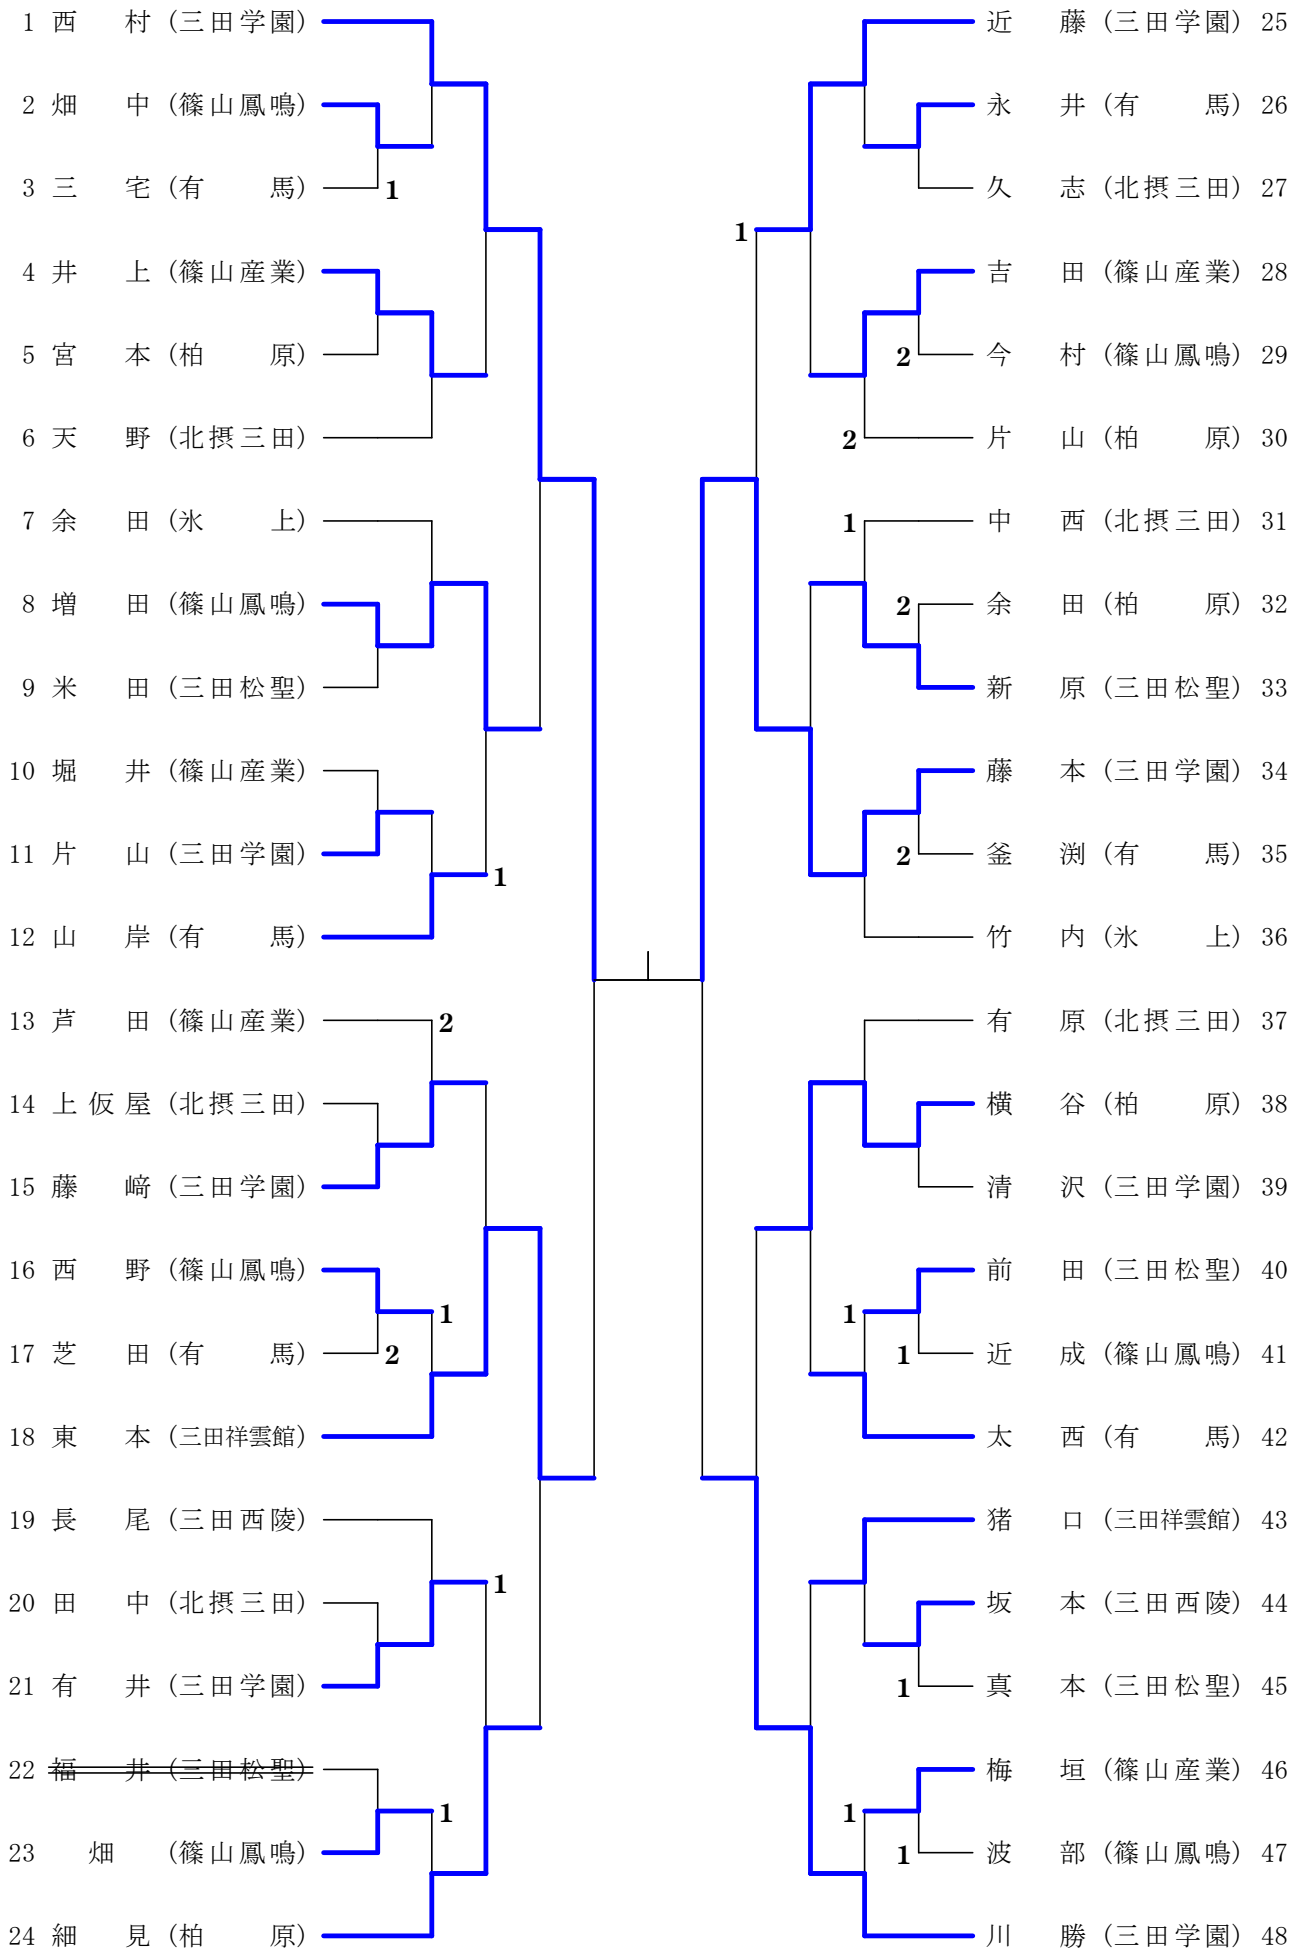 1 西村 (三田学園)
2 畑中 (篠山鳳鳴)
3 三宅 (有馬) 1
4 井上 (篠山産業)
5 宮本 (柏原)
6 天野 (北摂三田)
7 余田 (氷上)
8 増田 (篠山鳳鳴)
9 米田 (三田松聖)
10 堀井 (篠山産業)
11 片山 (三田学園)
1
12 山岸 (有馬)
13 芦田 (篠山産業) 2
14 上仮屋 (北摂三田)
15 藤﨑 (三田学園)
16 西野 (篠山鳳鳴)
1
17 芝田 (有馬) 2
18 東本 (三田祥雲館)
19 長尾 (三田西陵)
1
20 田中 (北摂三田)
21 有井 (三田学園)
22 福井 (三田松聖)
1
23 畑 (篠山鳳鳴)
24 細見 (柏原)
近藤 (三田学園) 25
永井 (有馬) 26
久志 (北摂三田) 27
1
吉田 (篠山産業) 28
2 今村 (篠山鳳鳴) 29
2 片山 (柏原) 30
1 中西 (北摂三田) 31
2 余田 (柏原) 32
新原 (三田松聖) 33
藤本 (三田学園) 34
2 釜渕 (有馬) 35
竹内 (氷上) 36
有原 (北摂三田) 37
横谷 (柏原) 38
清沢 (三田学園) 39
前田 (三田松聖) 40
1
1 近成 (篠山鳳鳴) 41
太西 (有馬) 42
猪口 (三田祥雲館) 43
坂本 (三田西陵) 44
1 真本 (三田松聖) 45
梅垣 (篠山産業) 46
1
1 波部 (篠山鳳鳴) 47
川勝 (三田学園) 48